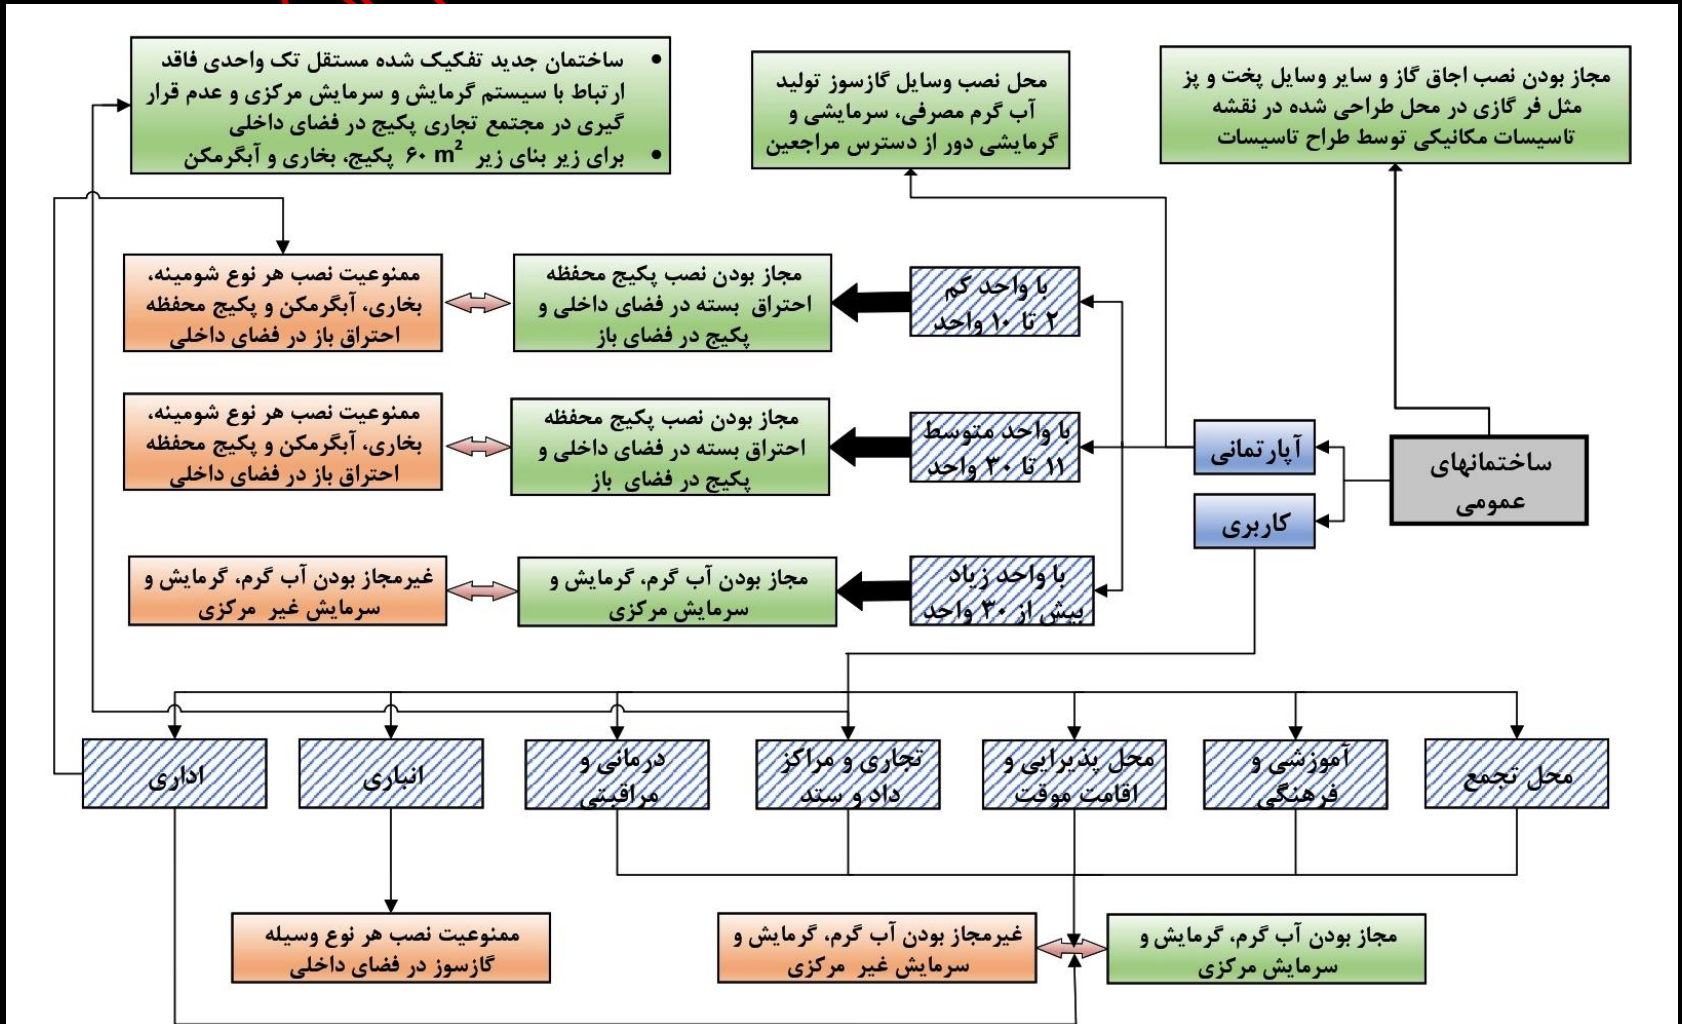 مجاز بودن نصب اجاق گاز و سایر وسایل پخت و پز
مثل فر گازی در محل طراحی شده در نقشه
تاسیسات مکانیکی توسط طراح تاسیسات
محل نصب وسایل گازسوز تولید
آب گرم مصرفی، سرمایشی و
گرمایشی دور از دسترس مراجعین
• ساختمان جدید تفکیک شده مستقل تک واحدی فاقد
ارتباط با سیستم گرمایش و سرمایش مرکزی و عدم قرار
گیری در مجتمع تجاری پکیج در فضای داخلی
• برای زیر بنای زیر ۶۰ m² پکیج، بخاری و آبگرمکن
با واحد کم
۲ تا ۱۰ واحد
مجاز بودن نصب پکیج محفظه
احتراق بسته در فضای داخلی و
پکیج در فضای باز
ممنوعیت نصب هر نوع شومینه،
بخاری، آبگرمکن و پکیج محفظه
احتراق باز در فضای داخلی
ساختمانهای
عمومی
آپارتمانی
کاربری
با واحد متوسط
۱۱ تا ۳۰ واحد
مجاز بودن نصب پکیج محفظه
احتراق بسته در فضای داخلی و
پکیج در فضای باز
ممنوعیت نصب هر نوع شومینه،
بخاری، آبگرمکن و پکیج محفظه
احتراق باز در فضای داخلی
با واحد زیاد
بیش از ۳۰ واحد
مجاز بودن آب گرم، گرمایش و
سرمایش مرکزی
غیرمجاز بودن آب گرم، گرمایش و
سرمایش غیر مرکزی
محل تجمع
آموزشی و
فرهنگی
محل پذیرایی و
اقامت موقت
تجاری و مراکز
داد و ستد
درمانی و
مراقبتی
انباری
اداری
مجاز بودن آب گرم، گرمایش و
سرمایش مرکزی
غیرمجاز بودن آب گرم، گرمایش و
سرمایش غیر مرکزی
ممنوعیت نصب هر نوع وسیله
گازسوز در فضای داخلی